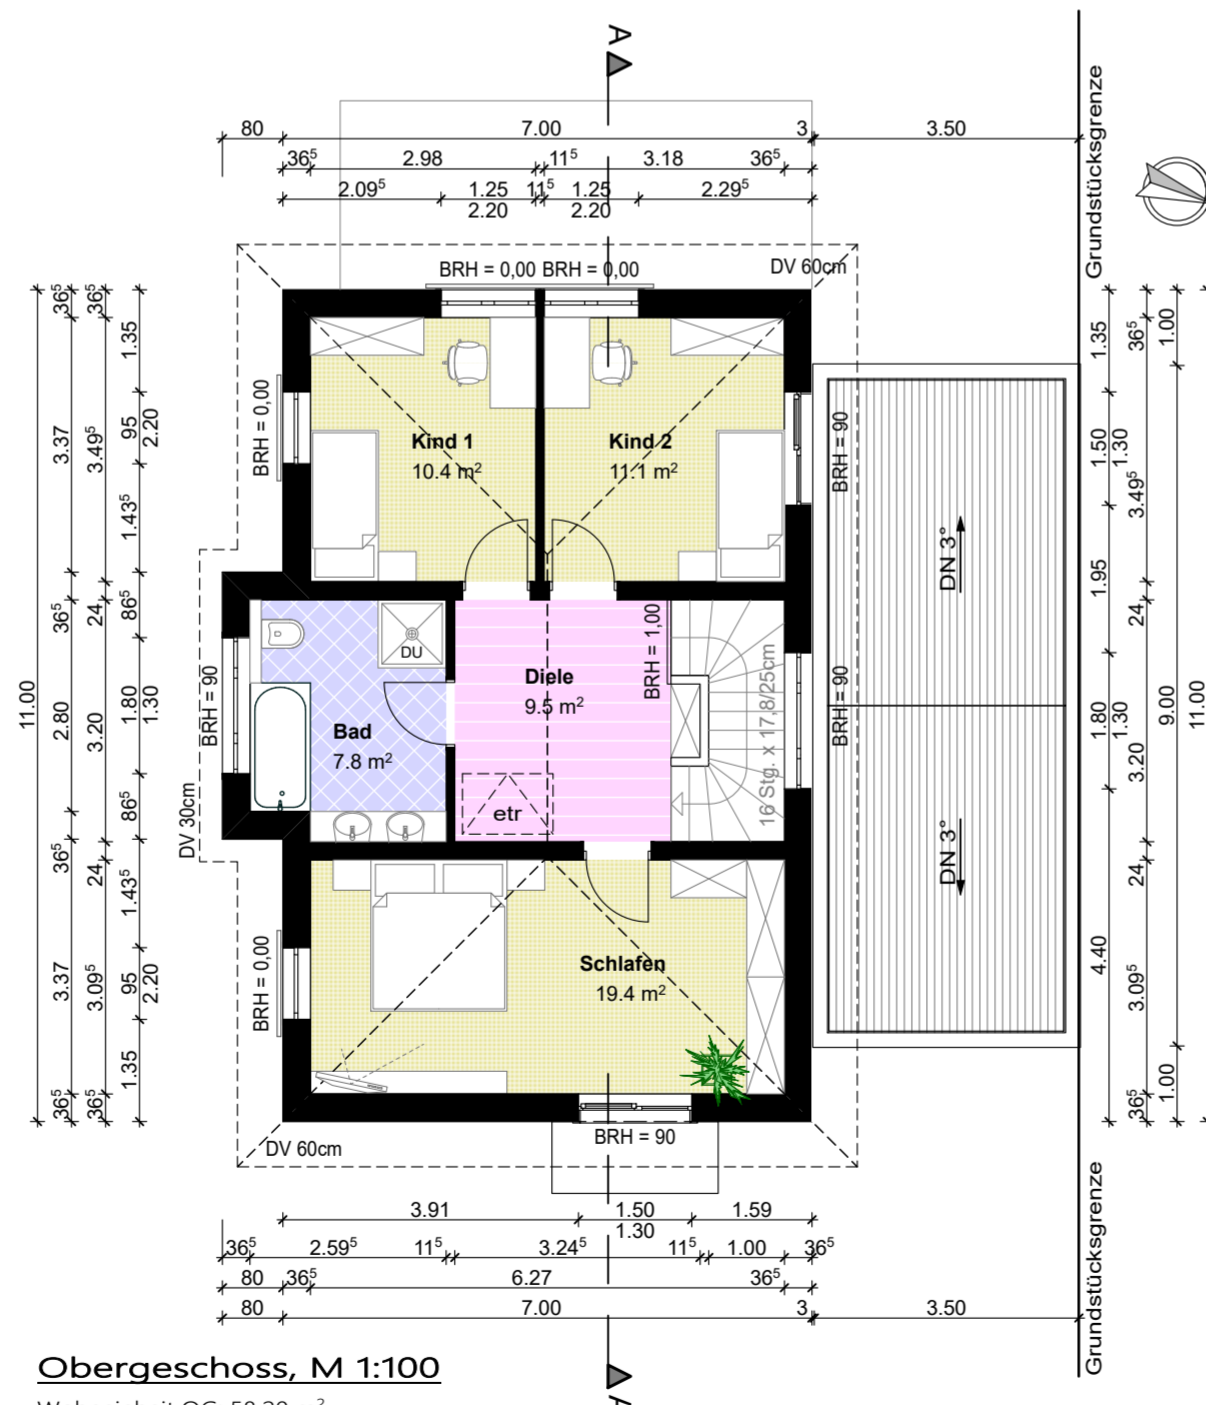 A
80 7.00 3 3.50
36⁵ 2.98 11⁵ 3.18 36⁵
2.09⁵ 1.25 11⁵ 1.25 2.29⁵
2.20 2.20
Grundstücksgrenze
BRH = 0,00 BRH = 0,00
DV 60cm
11.00
36⁵ 3.37 36⁵ 2.80 36⁵ 3.37 36⁵
36⁵ 3.49⁵ 24 3.20 24 3.09⁵ 36⁵
1.35 95 1.43⁵ 86⁵ 1.80 86⁵ 1.43⁵ 95 1.35
2.20 1.30 2.20
BRH = 0,00
Kind 1
10.4 m²
Kind 2
11.1 m²
BRH = 90
DN 3°
BRH = 90
DV 30cm
DU
Bad
7.8 m²
Diele
9.5 m²
etr
BRH = 1,00
16 Stg. x 17,8/25cm
BRH = 90
DN 3°
BRH = 0,00
Schlafen
19.4 m²
BRH = 90
DV 60cm
1.35 1.50 1.95 1.80 4.40
1.30 1.30
36⁵ 3.49⁵ 24 3.20 24 3.09⁵ 36⁵
1.00 9.00 1.00
11.00
Grundstücksgrenze
3.91 1.50 1.59
1.30
36⁵ 2.59⁵ 11⁵ 3.24⁵ 11⁵ 1.00 36⁵
80 36⁵ 6.27 36⁵
80 7.00 3 3.50
A
Obergeschoss, M 1:100